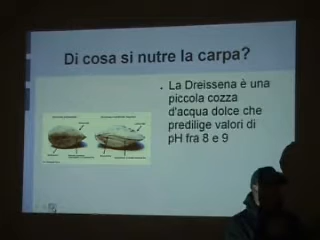 Di cosa si nutre la carpa?
La Dreissena è una
piccola cozza
d'acqua dolce che
predilige valori di
pH fra 8 e 9